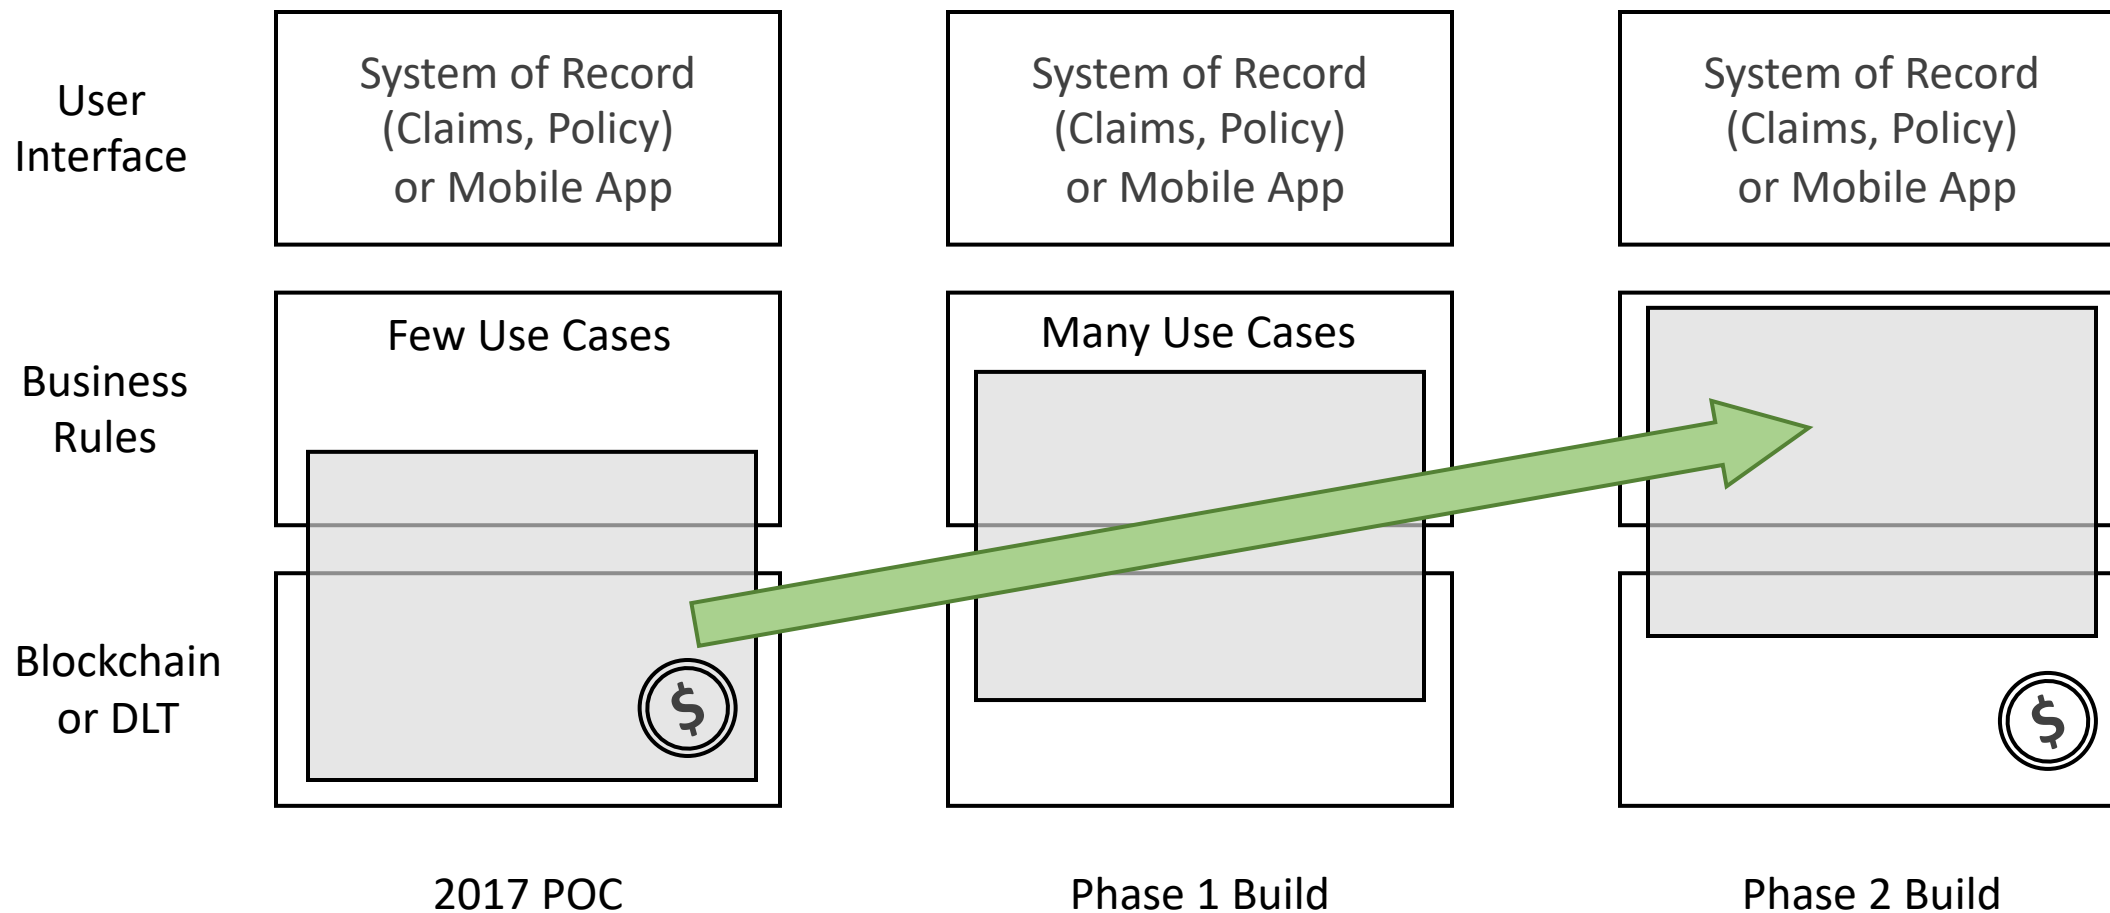 User
Interface
System of Record
(Claims, Policy)
or Mobile App
System of Record
(Claims, Policy)
or Mobile App
System of Record
(Claims, Policy)
or Mobile App
Business
Rules
Few Use Cases
Many Use Cases
Blockchain
or DLT
$
$
2017 POC
Phase 1 Build
Phase 2 Build